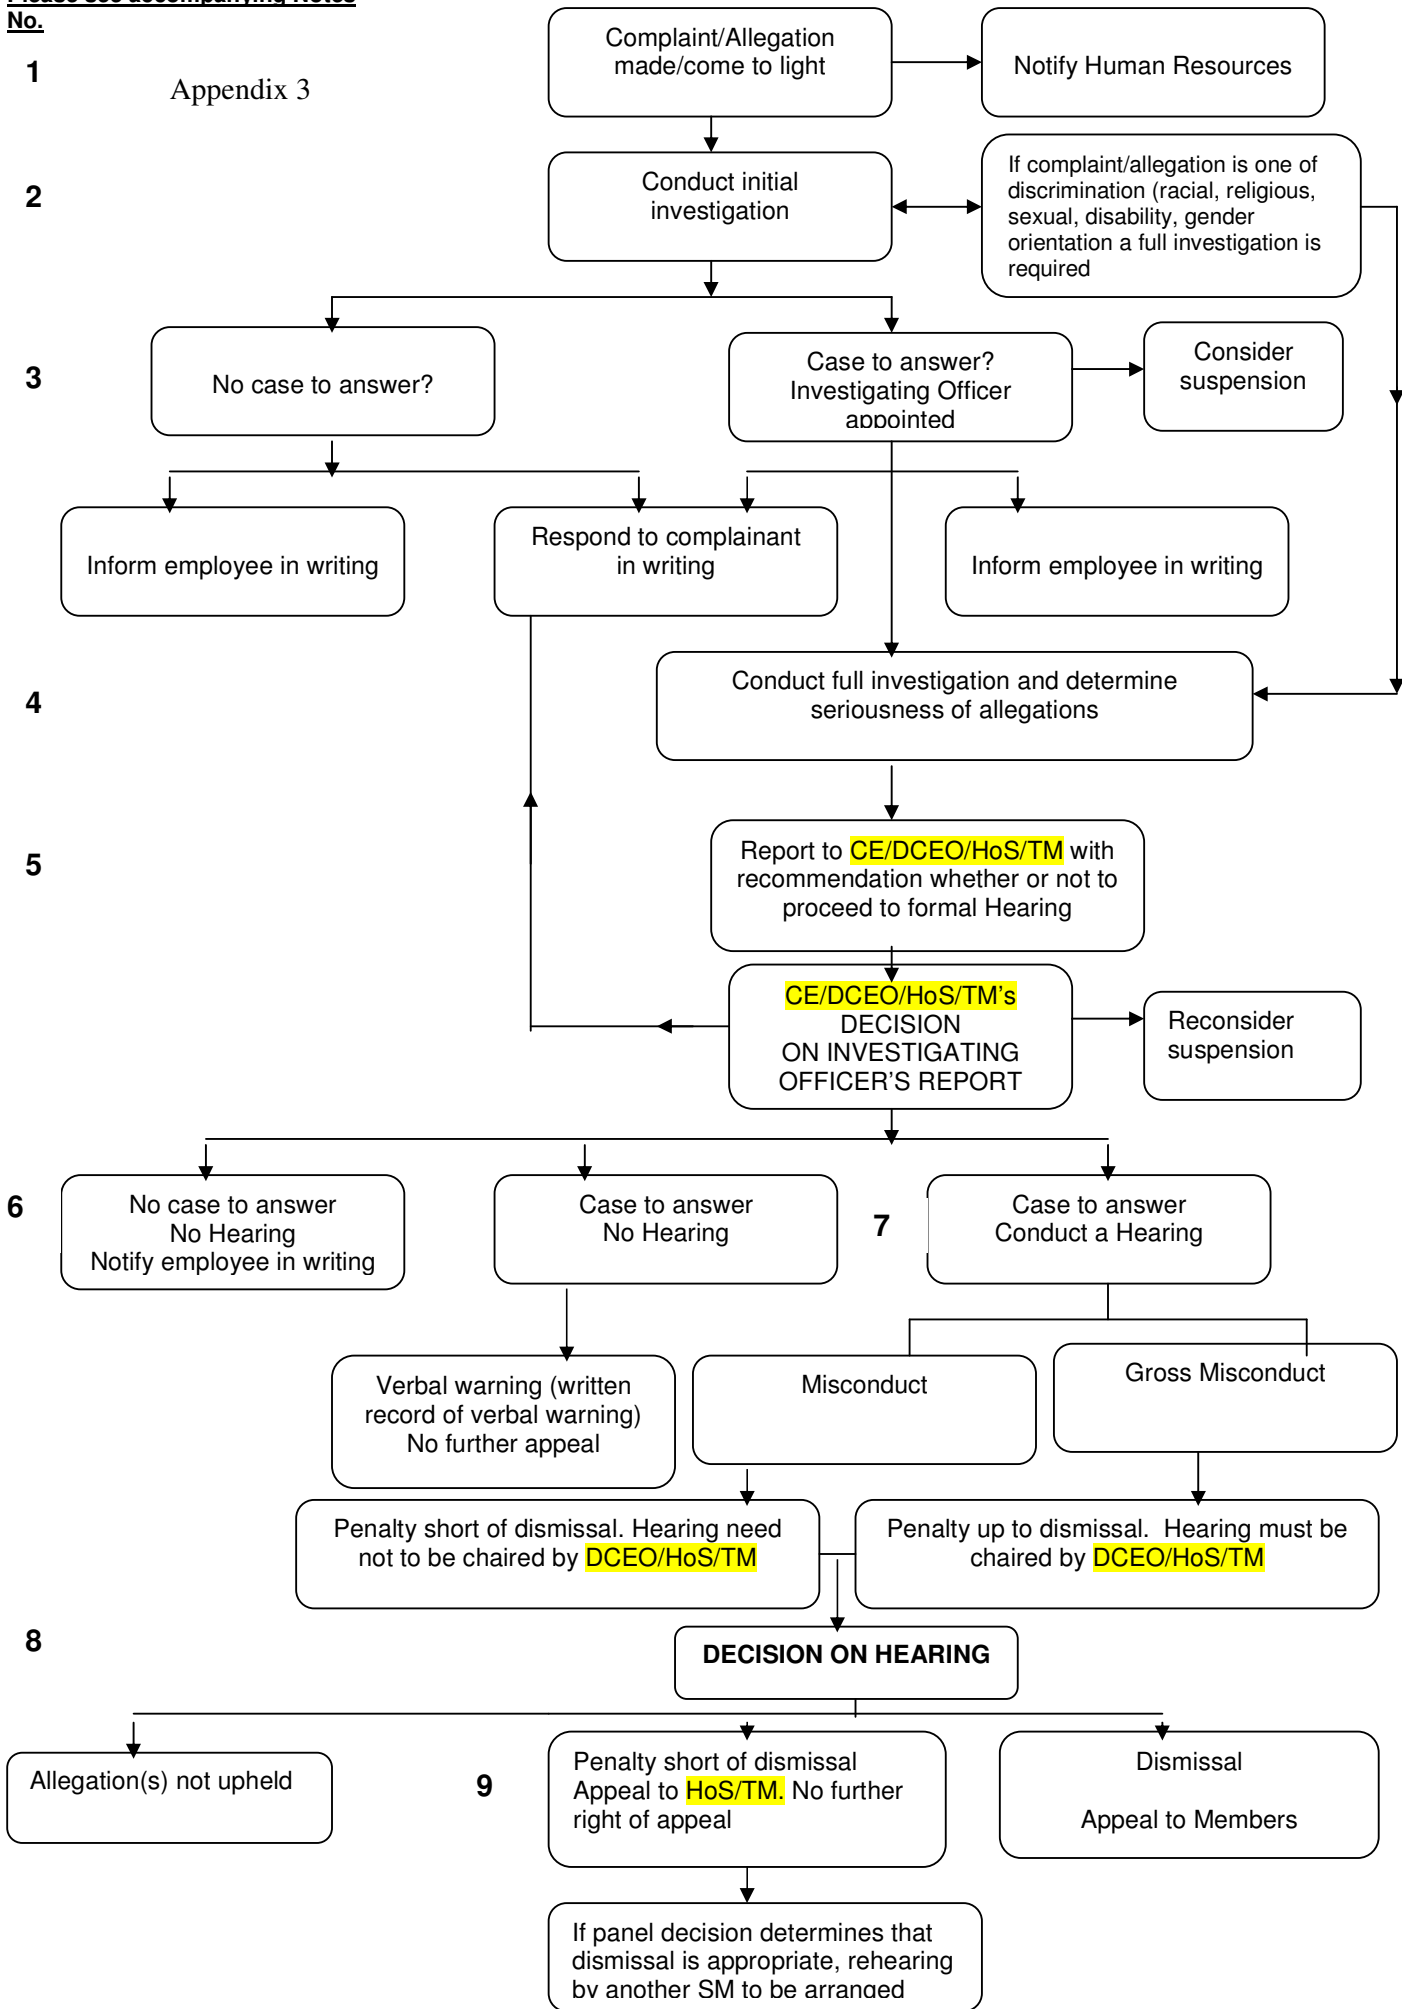 Please see accompanying Notes
No.
1
Appendix 3
Complaint/Allegation
made/come to light
Notify Human Resources
2
Conduct initial
investigation
If complaint/allegation is one of
discrimination (racial, religious,
sexual, disability, gender
orientation a full investigation is
required
3
No case to answer?
Case to answer?
Investigating Officer
appointed
Consider
suspension
Inform employee in writing
Respond to complainant
in writing
Inform employee in writing
4
Conduct full investigation and determine
seriousness of allegations
5
Report to CE/DCEO/HoS/TM with
recommendation whether or not to
proceed to formal Hearing
CE/DCEO/HoS/TM’s
DECISION
ON INVESTIGATING
OFFICER’S REPORT
Reconsider
suspension
6
No case to answer
No Hearing
Notify employee in writing
Case to answer
No Hearing
7
Case to answer
Conduct a Hearing
Verbal warning (written
record of verbal warning)
No further appeal
Misconduct
Gross Misconduct
Penalty short of dismissal. Hearing need
not to be chaired by DCEO/HoS/TM
Penalty up to dismissal.  Hearing must be
chaired by DCEO/HoS/TM
8
DECISION ON HEARING
Allegation(s) not upheld
9
Penalty short of dismissal
Appeal to HoS/TM. No further
right of appeal
Dismissal
Appeal to Members
If panel decision determines that
dismissal is appropriate, rehearing
by another SM to be arranged